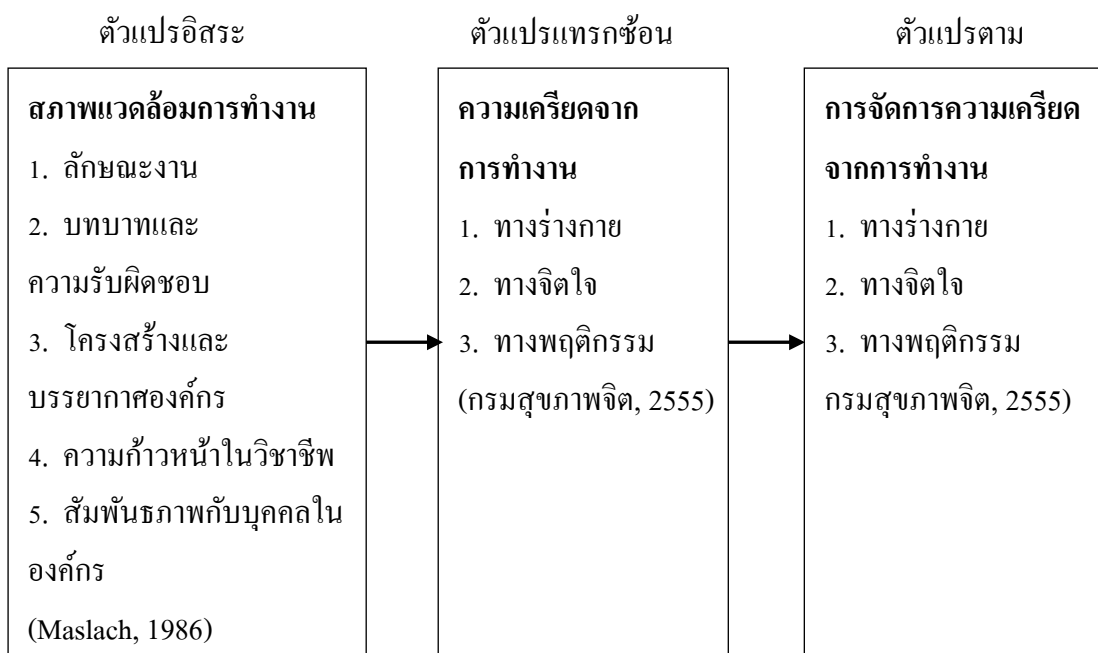 ตัวแปรอิสระ
สภาพแวดล้อมการทำงาน
1. ลักษณะงาน
2. บทบาทและ
ความรับผิดชอบ
3. โครงสร้างและ
บรรยากาศองค์กร
4. ความก้าวหน้าในวิชาชีพ
5. สัมพันธภาพกับบุคคลใน
องค์กร
(Maslach, 1986)
ตัวแปรแทรกซ้อน
ความเครียดจาก
การทำงาน
1. ทางร่างกาย
2. ทางจิตใจ
3. ทางพฤติกรรม
(กรมสุขภาพจิต, 2555)
ตัวแปรตาม
การจัดการความเครียด
จากการทำงาน
1. ทางร่างกาย
2. ทางจิตใจ
3. ทางพฤติกรรม
กรมสุขภาพจิต, 2555)